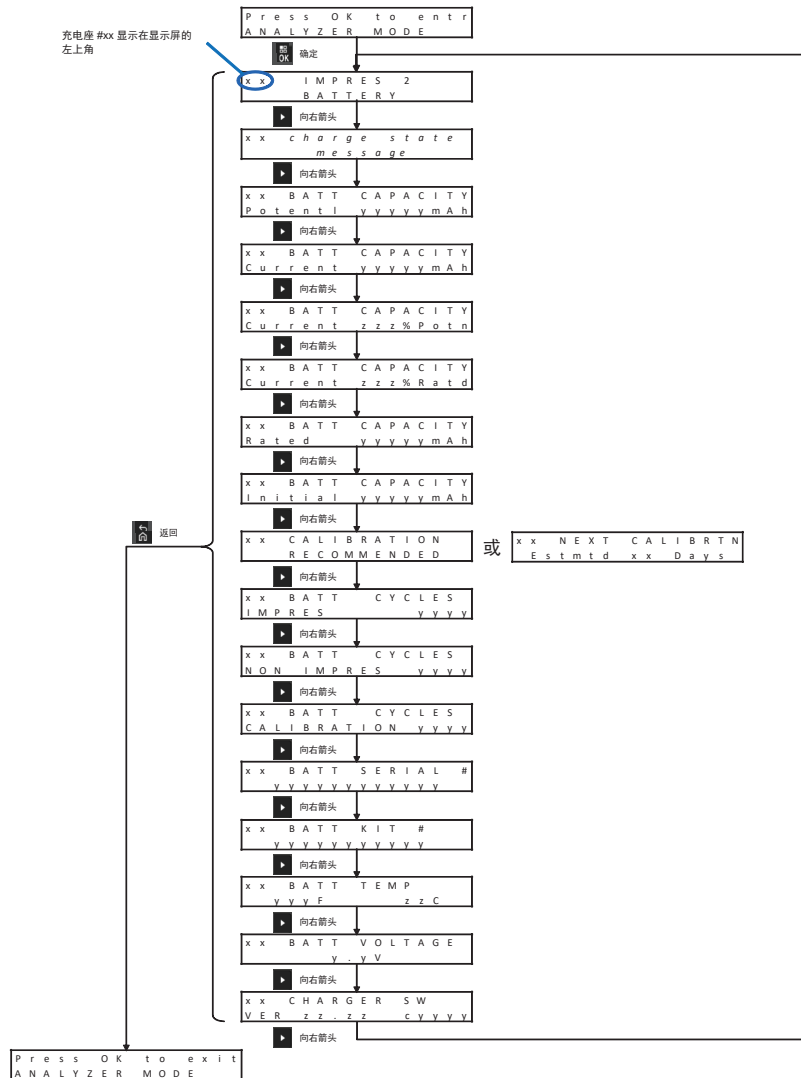 充电座 #xx 显示在显示屏的
左上角
Press OK to entr
ANALYZER MODE
OK 确定
xx IMPRES 2
BATTERY
向右箭头
xx charge state
message
向右箭头
xx BATT CAPACITY
Potentl yyyyymAh
向右箭头
xx BATT CAPACITY
Current yyyyymAh
向右箭头
xx BATT CAPACITY
Current zzz%Potn
向右箭头
xx BATT CAPACITY
Current zzz%Ratd
向右箭头
xx BATT CAPACITY
Rated yyyyymAh
向右箭头
xx BATT CAPACITY
Initial yyyyymAh
向右箭头
返回
xx CALIBRATION
RECOMMENDED
或
xx NEXT CALIBRTN
Estmtd xx Days
向右箭头
xx BATT CYCLES
IMPRES yyyy
向右箭头
xx BATT CYCLES
NON IMPRES yyyy
向右箭头
xx BATT CYCLES
CALIBRATION yyyy
向右箭头
xx BATT SERIAL #
yyyyyyyyyyyy
向右箭头
xx BATT KIT #
yyyyyyyyyyy
向右箭头
xx BATT TEMP
yyyF zzC
向右箭头
xx BATT VOLTAGE
y.yV
向右箭头
xx CHARGER SW
VER zz.zz cyyyy
向右箭头
Press OK to exit
ANALYZER MODE